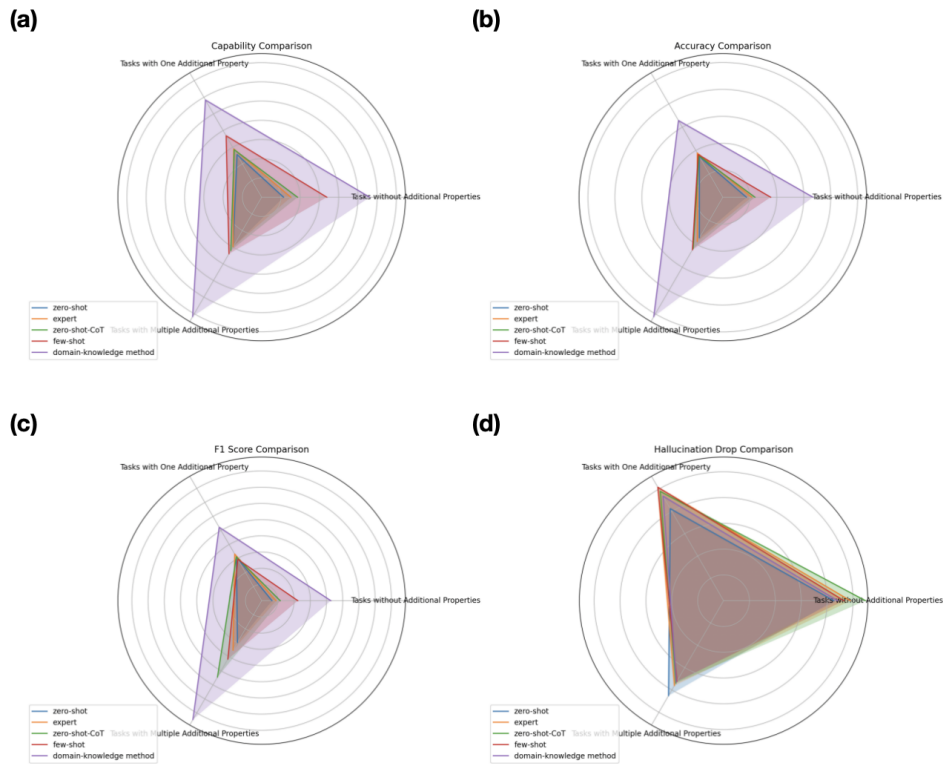 (a)
Capability Comparison
Tasks with One Additional Property
Tasks without Additional Properties
Tasks with Multiple Additional Properties
zero-shot
expert
zero-shot-CoT
few-shot
domain-knowledge method
(b)
Accuracy Comparison
Tasks with One Additional Property
Tasks without Additional Properties
Tasks with Multiple Additional Properties
zero-shot
expert
zero-shot-CoT
few-shot
domain-knowledge method
(c)
F1 Score Comparison
Tasks with One Additional Property
Tasks without Additional Properties
Tasks with Multiple Additional Properties
zero-shot
expert
zero-shot-CoT
few-shot
domain-knowledge method
(d)
Hallucination Drop Comparison
Tasks with One Additional Property
Tasks without Additional Properties
Tasks with Multiple Additional Properties
zero-shot
expert
zero-shot-CoT
few-shot
domain-knowledge method